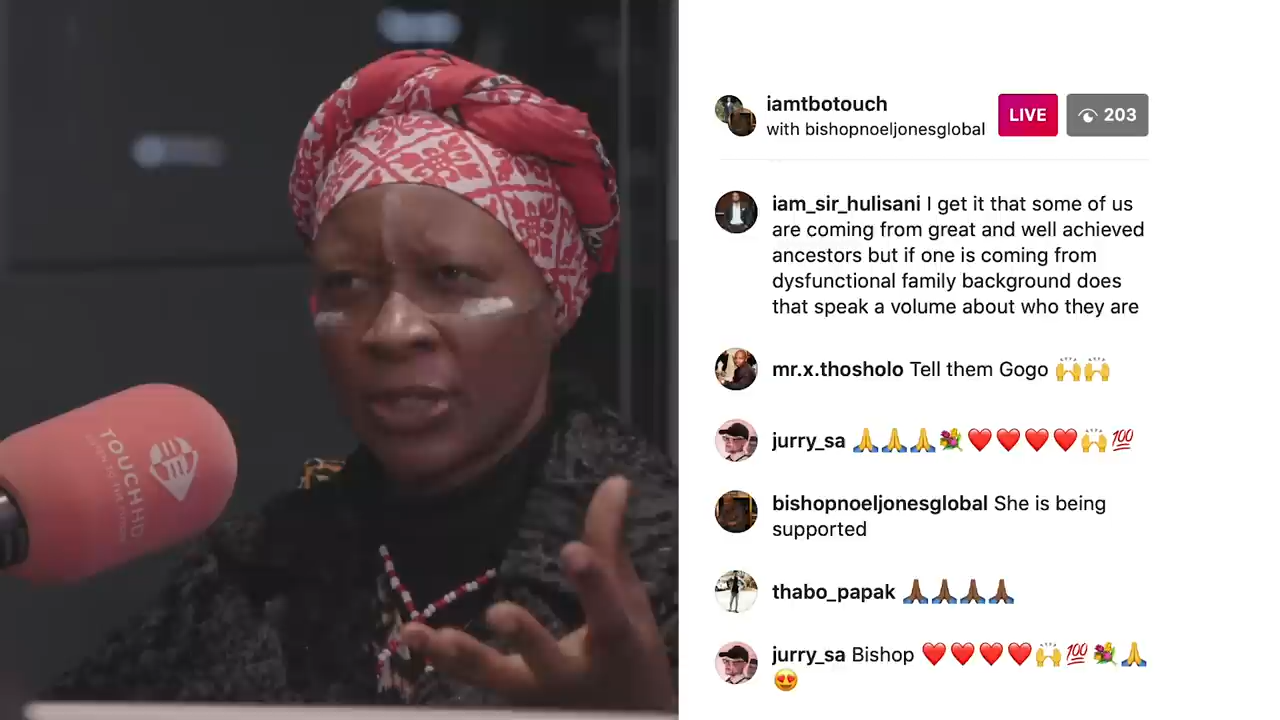 TOUCHHD
iamtbotouch
with bishopnoeljonesglobal
LIVE
203
iam_sir_hulisani I get it that some of us
are coming from great and well achieved
ancestors but if one is coming from
dysfunctional family background does
that speak a volume about who they are
mr.x.thosholo Tell them Gogo 🙌🙌
jurry_sa 🙏🙏🙏💐❤️❤️❤️❤️🙌💯
bishopnoeljonesglobal She is being
supported
thabo_papak 🙏🏾🙏🏾🙏🏾🙏🏾
jurry_sa Bishop ❤️❤️❤️❤️🙌💯💐🙏
😍